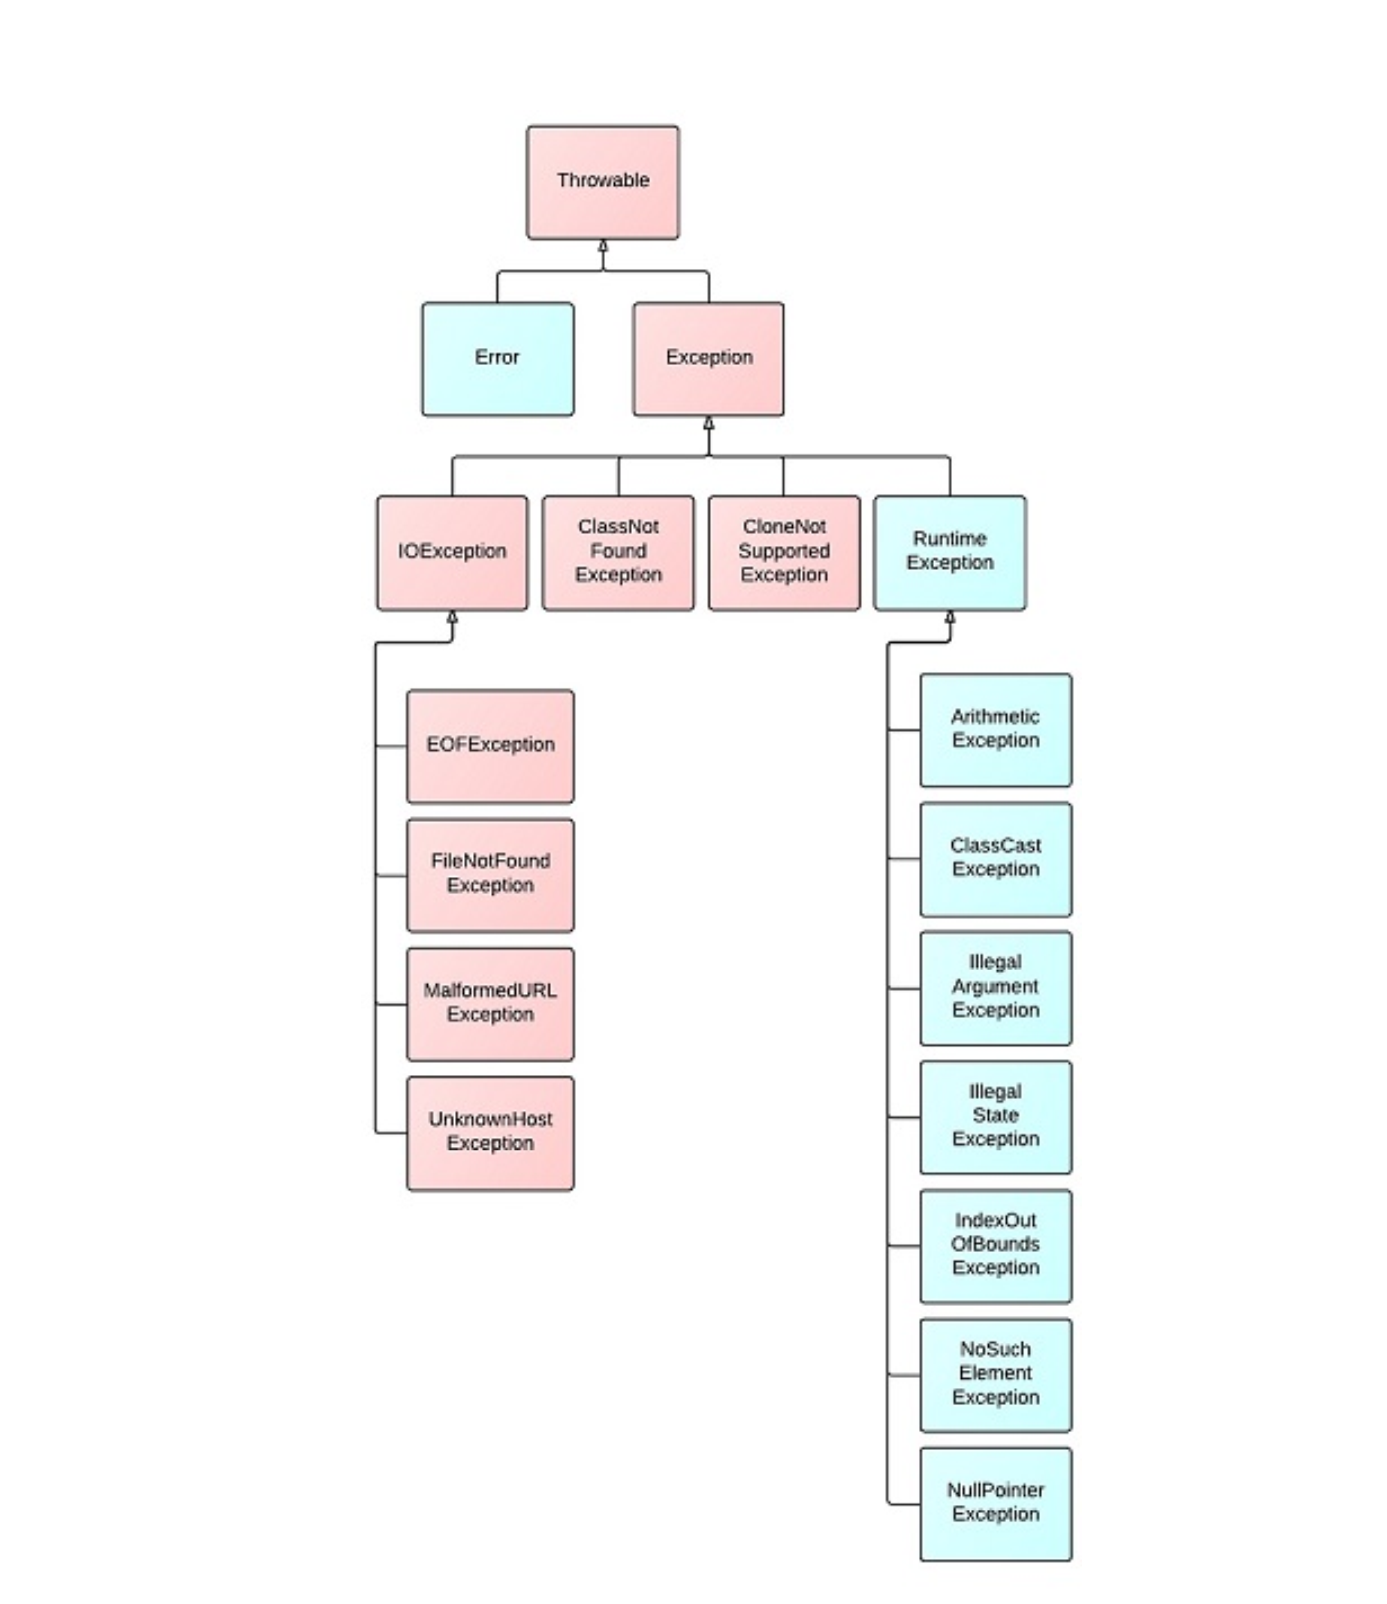 Throwable
Error
Exception
IOException
ClassNot
Found
Exception
CloneNot
Supported
Exception
Runtime
Exception
EOFException
FileNotFound
Exception
MalformedURL
Exception
UnknownHost
Exception
Arithmetic
Exception
ClassCast
Exception
Illegal
Argument
Exception
Illegal
State
Exception
IndexOut
OfBounds
Exception
NoSuch
Element
Exception
NullPointer
Exception